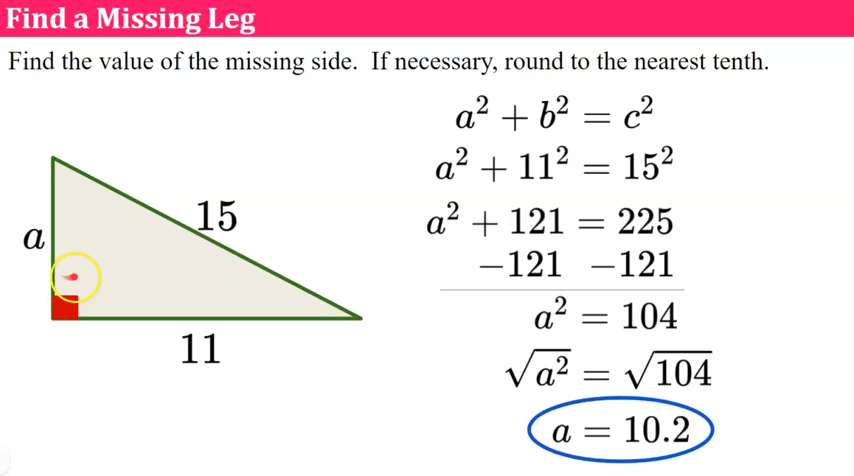 Find a Missing Leg
Find the value of the missing side. If necessary, round to the nearest tenth.
a² + b² = c²
a² + 11² = 15²
a² + 121 = 225
−121 −121
a² = 104
√a² = √104
a = 10.2
a
15
11